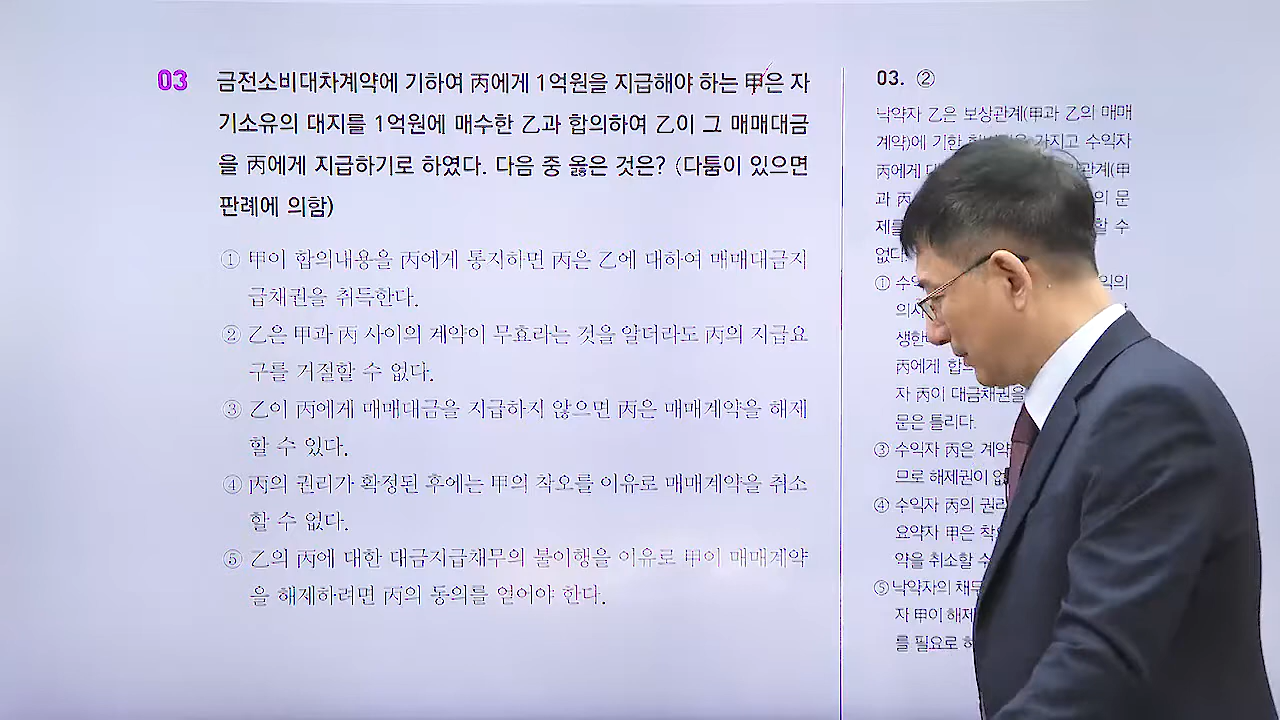 03 금전소비대차계약에 기하여 丙에게 1억원을 지급해야 하는 甲은 자
기소유의 대지를 1억원에 매수한 乙과 합의하여 乙이 그 매매대금
을 丙에게 지급하기로 하였다. 다음 중 옳은 것은? (다툼이 있으면
판례에 의함)
① 甲이 합의내용을 丙에게 통지하면 丙은 乙에 대하여 매매대금지
급채권을 취득한다.
② 乙은 甲과 丙 사이의 계약이 무효라는 것을 알더라도 丙의 지급요
구를 거절할 수 없다.
③ 乙이 丙에게 매매대금을 지급하지 않으면 丙은 매매계약을 해제
할 수 있다.
④ 丙의 권리가 확정된 후에는 甲의 착오를 이유로 매매계약을 취소
할 수 없다.
⑤ 乙의 丙에 대한 대금지급채무의 불이행을 이유로 甲이 매매계약
을 해제하려면 丙의 동의를 얻어야 한다.
03. ②
낙약자 乙은 보상관계(甲과 乙의 매매
계약)에 기한 가지고 수익자
丙에게 관계(甲
과 丙 의 문
할 수
없다
① 수익 의
의사
생한
丙에게
자 丙이 대금채권을
문은 틀리다.
③ 수익자 丙은 계약
므로 해제권이
④ 수익자 丙의 권리
요약자 甲은
약을 취소할 수
⑤ 낙약자의 채무
자 甲이 해제
를 필요로